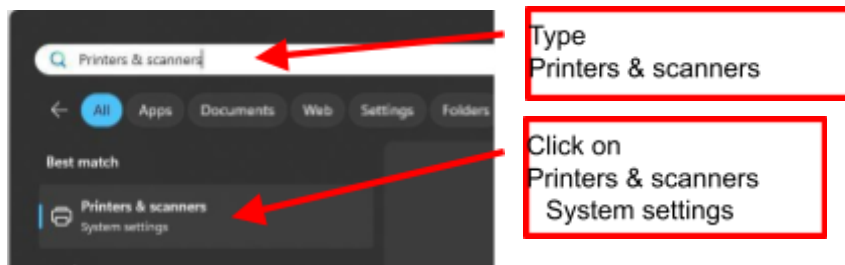 Printers & scanners
All Apps Documents Web Settings Folders
Best match
Printers & scanners
System settings
Type
Printers & scanners
Click on
Printers & scanners
System settings